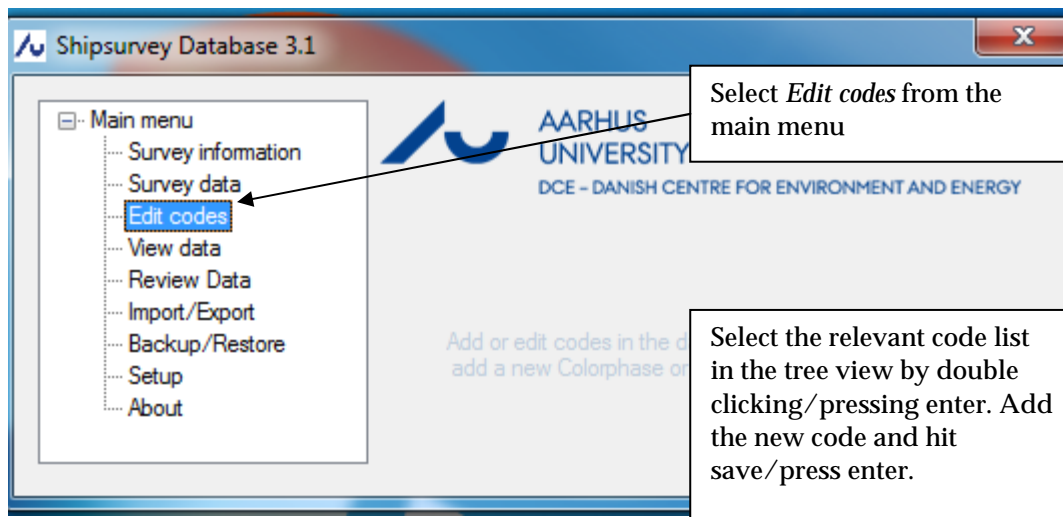 Shipsurvey Database 3.1
Select Edit codes from the
main menu
Main menu
Survey information
Survey data
Edit codes
View data
Review Data
Import/Export
Backup/Restore
Setup
About
AARHUS
UNIVERSITY
DCE - DANISH CENTRE FOR ENVIRONMENT AND ENERGY
Add or edit codes in the d
add a new Colorphase or
Select the relevant code list
in the tree view by double
clicking/pressing enter. Add
the new code and hit
save/press enter.